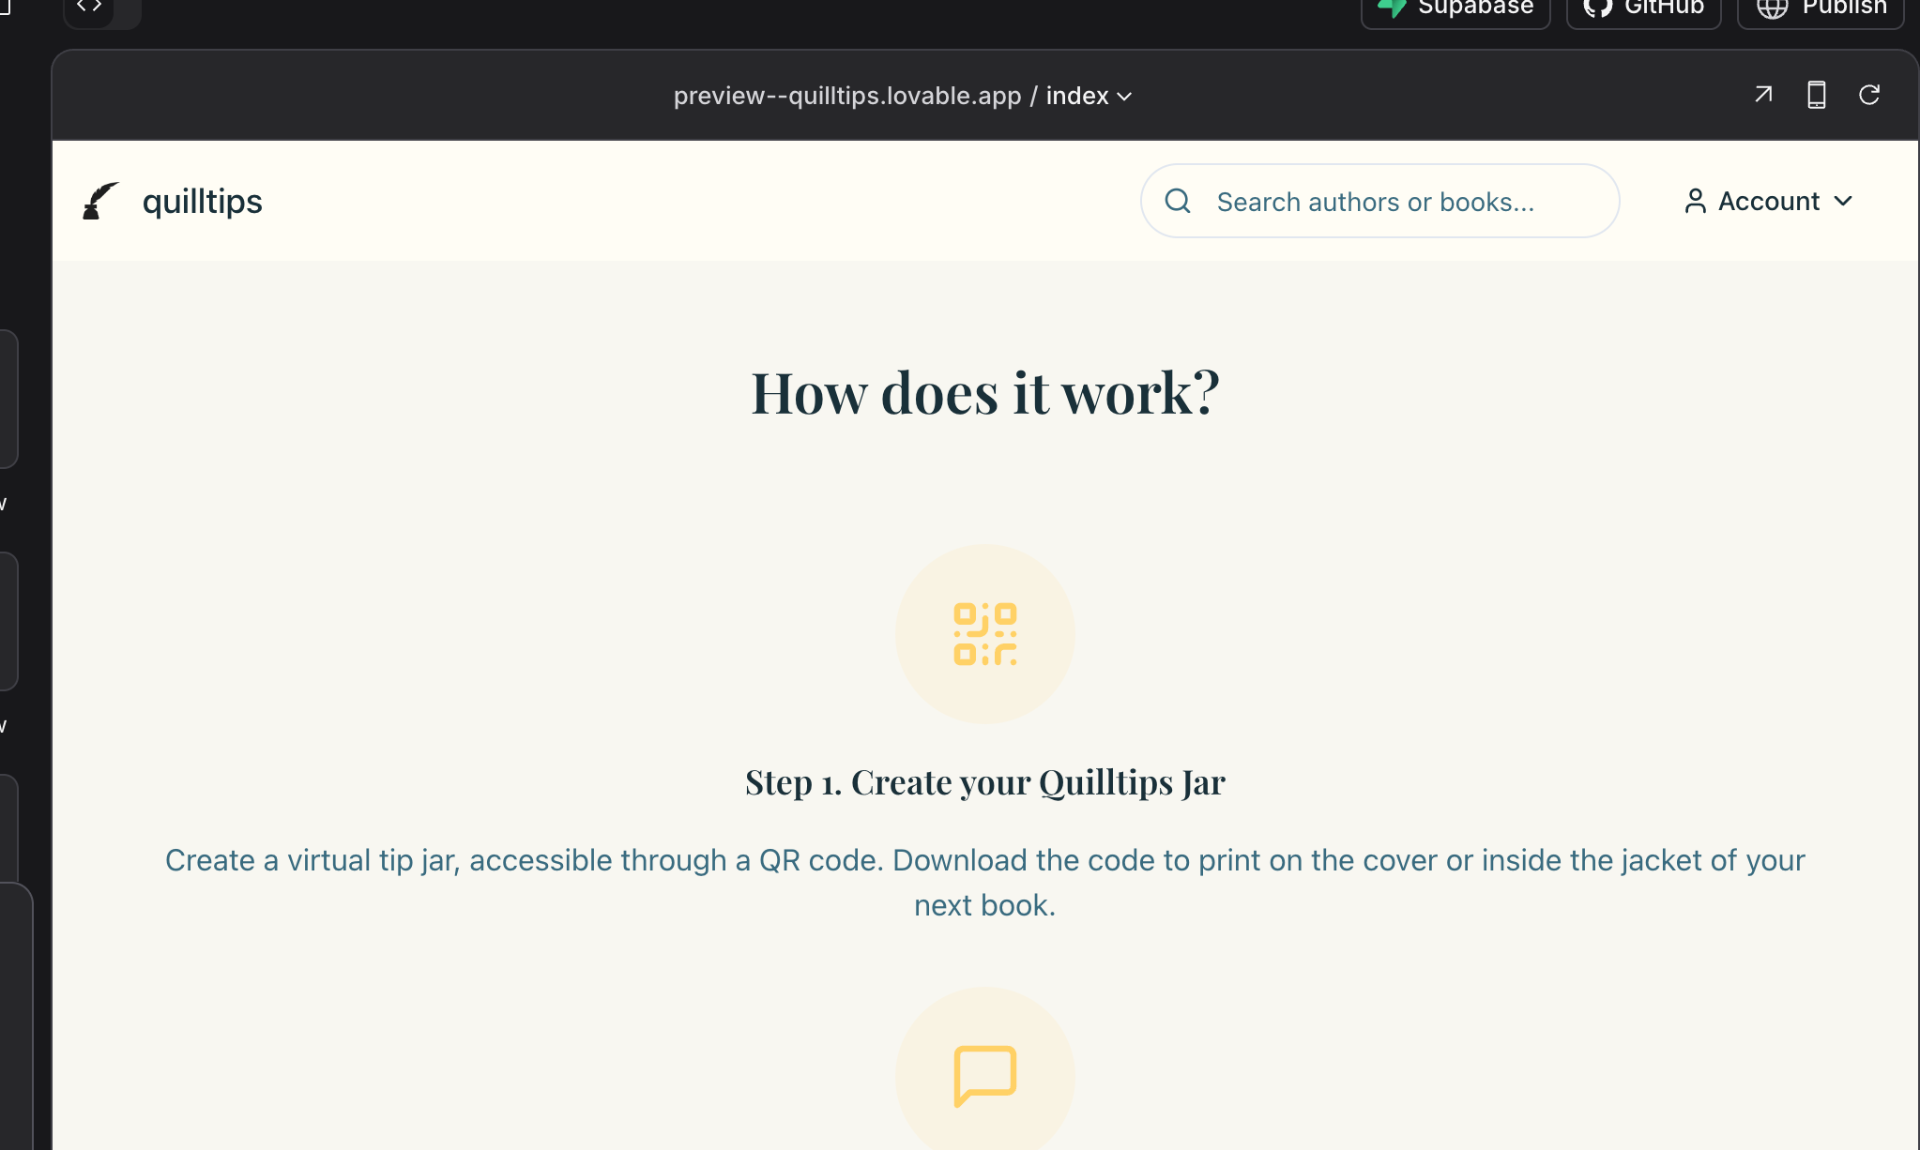 Supabase
GitHub
Publish
preview--quilltips.lovable.app / index
quilltips
Search authors or books...
Account
How does it work?
Step 1. Create your Quilltips Jar
Create a virtual tip jar, accessible through a QR code. Download the code to print on the cover or inside the jacket of your
next book.